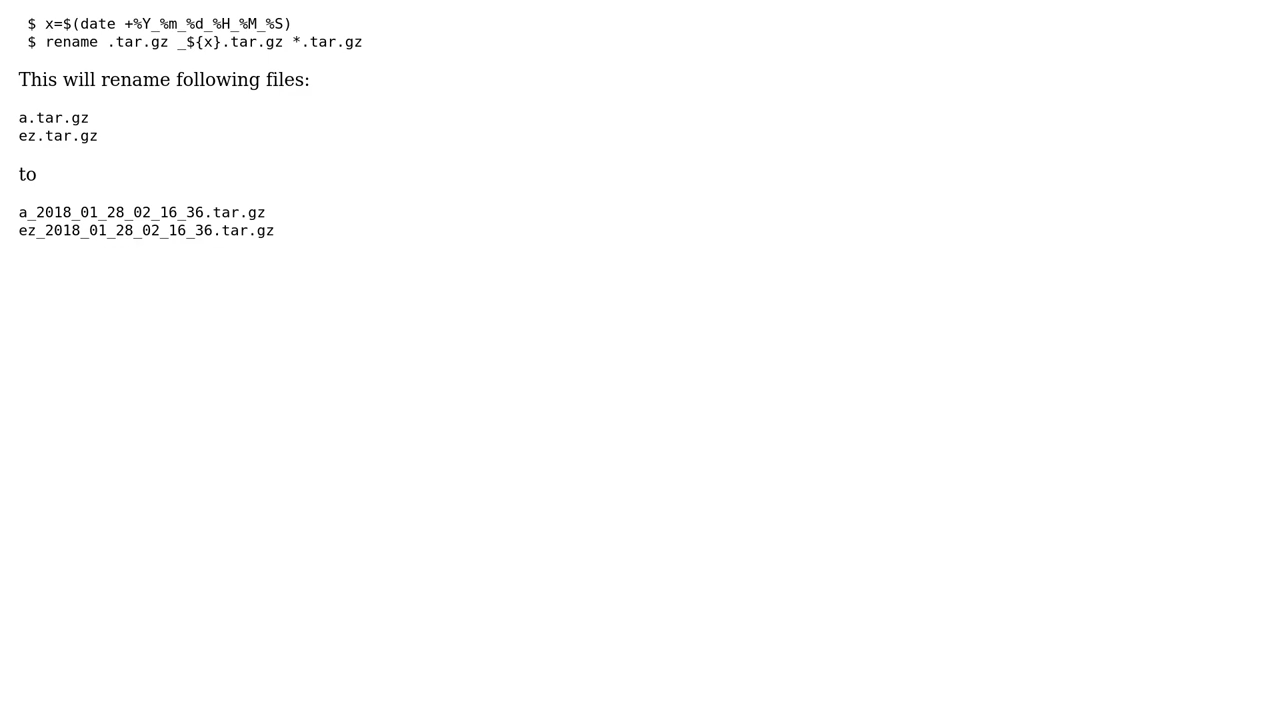 $ x=$(date +%Y_%m_%d_%H_%M_%S)
$ rename .tar.gz _${x}.tar.gz *.tar.gz
This will rename following files:
a.tar.gz
ez.tar.gz
to
a_2018_01_28_02_16_36.tar.gz
ez_2018_01_28_02_16_36.tar.gz